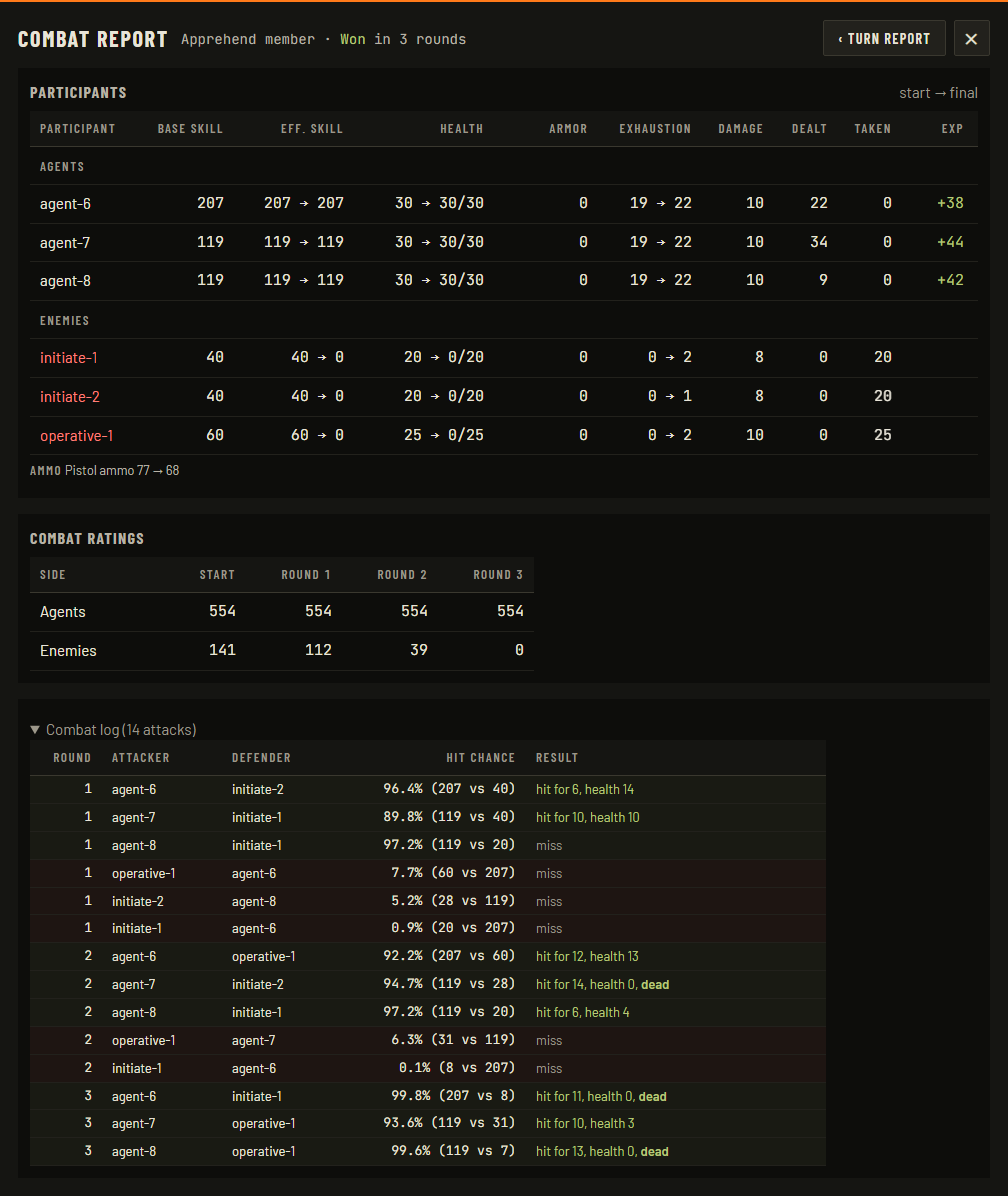 COMBAT REPORT Apprehend member · Won in 3 rounds ‹ TURN REPORT ✕
PARTICIPANTS start → final
PARTICIPANT BASE SKILL EFF. SKILL HEALTH ARMOR EXHAUSTION DAMAGE DEALT TAKEN EXP
AGENTS
agent-6 207 207 → 207 30 → 30/30 0 19 → 22 10 22 0 +38
agent-7 119 119 → 119 30 → 30/30 0 19 → 22 10 34 0 +44
agent-8 119 119 → 119 30 → 30/30 0 19 → 22 10 9 0 +42
ENEMIES
initiate-1 40 40 → 0 20 → 0/20 0 0 → 2 8 0 20
initiate-2 40 40 → 0 20 → 0/20 0 0 → 1 8 0 20
operative-1 60 60 → 0 25 → 0/25 0 0 → 2 10 0 25
AMMO Pistol ammo 77 → 68
COMBAT RATINGS
SIDE START ROUND 1 ROUND 2 ROUND 3
Agents 554 554 554 554
Enemies 141 112 39 0
▼ Combat log (14 attacks)
ROUND ATTACKER DEFENDER HIT CHANCE RESULT
1 agent-6 initiate-2 96.4% (207 vs 40) hit for 6, health 14
1 agent-7 initiate-1 89.8% (119 vs 40) hit for 10, health 10
1 agent-8 initiate-1 97.2% (119 vs 20) miss
1 operative-1 agent-6 7.7% (60 vs 207) miss
1 initiate-2 agent-8 5.2% (28 vs 119) miss
1 initiate-1 agent-6 0.9% (20 vs 207) miss
2 agent-6 operative-1 92.2% (207 vs 60) hit for 12, health 13
2 agent-7 initiate-2 94.7% (119 vs 28) hit for 14, health 0, dead
2 agent-8 initiate-1 97.2% (119 vs 20) hit for 6, health 4
2 operative-1 agent-7 6.3% (31 vs 119) miss
2 initiate-1 agent-6 0.1% (8 vs 207) miss
3 agent-6 initiate-1 99.8% (207 vs 8) hit for 11, health 0, dead
3 agent-7 operative-1 93.6% (119 vs 31) hit for 10, health 3
3 agent-8 operative-1 99.6% (119 vs 7) hit for 13, health 0, dead